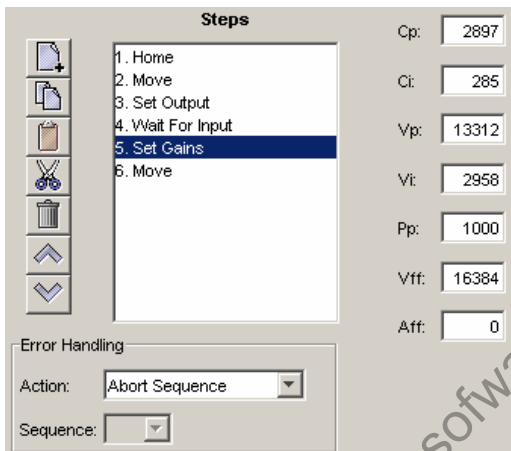 Steps
1. Home
2. Move
3. Set Output
4. Wait For Input
5. Set Gains
6. Move
Error Handling
Action: Abort Sequence
Sequence:
Cp: 2897
Ci: 285
Vp: 13312
Vi: 2958
Pp: 1000
Vff: 16384
Aff: 0